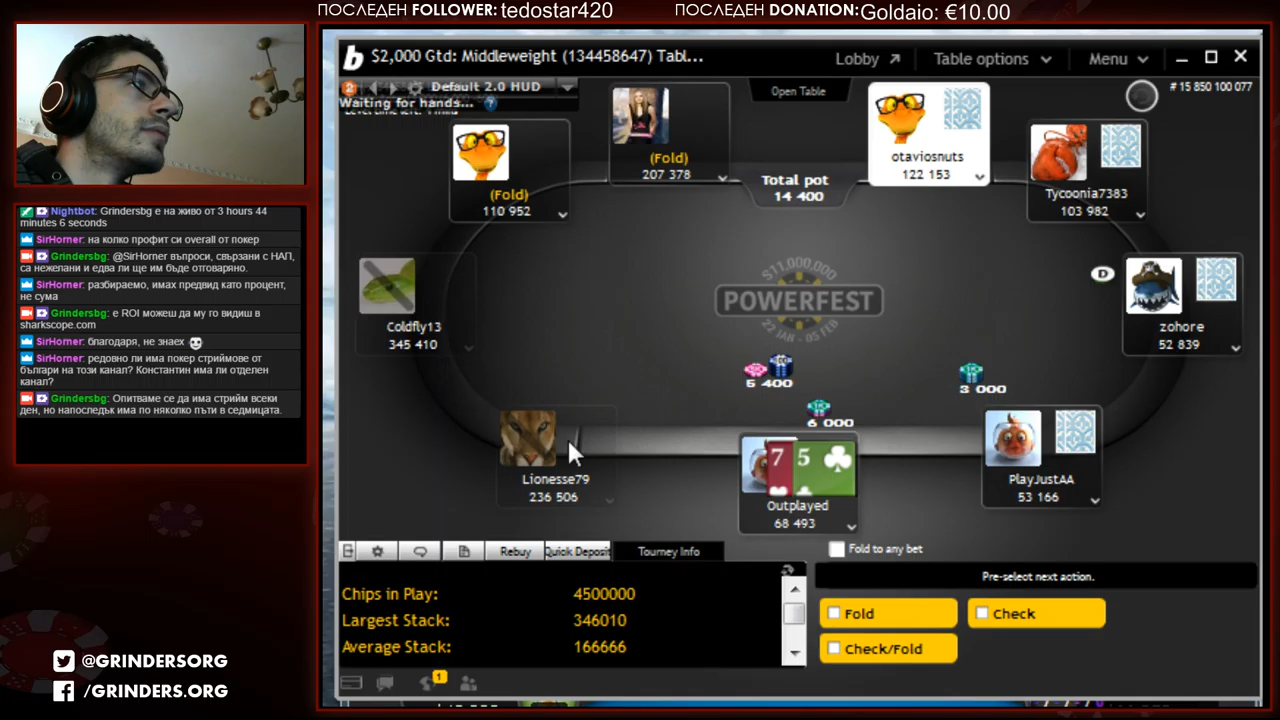 ПОСЛЕДЕН FOLLOWER: tedostar420
ПОСЛЕДЕН DONATION: Goldaio: €10.00
b $2,000 Gtd: Middleweight (134458647) Tabl...
Lobby
Table options
Menu
Default 2.0 HUD
Waiting for hands...
Open Table
# 15 850 100 077
(Fold)
207 378
otaviosnuts
122 153
(Fold)
110 952
Total pot
14 400
Tycoonia7383
103 982
$11,000,000
POWERFEST
22 JAN - 05 FEB
D
zohore
52 839
Coldfly13
345 410
5 400
3 000
6 000
7 5
Lionesse79
236 506
Outplayed
68 493
PlayJustAA
53 166
Rebuy
Quick Deposit
Tourney Info
Fold to any bet
Pre-select next action.
Chips in Play: 4500000
Largest Stack: 346010
Average Stack: 166666
Fold
Check
Check/Fold
1
Nightbot: Grindersbg е на живо от 3 hours 44
minutes 6 seconds
SirHorner: на колко профит си overall от покер
Grindersbg: @SirHorner въпроси, свързани с НАП,
са нежелани и едва ли ще им бъде отговаряно.
SirHorner: разбираемо, имах предвид като процент,
не сума
Grindersbg: е ROI можеш да му го видиш в
sharkscope.com
SirHorner: благодаря, не знаех
SirHorner: редовно ли има покер стриймове от
българи на този канал? Константин има ли отделен
канал?
Grindersbg: Опитваме се да има стрийм всеки
ден, но напоследък има по няколко пъти в седмицата.
@GRINDERSORG
/GRINDERS.ORG